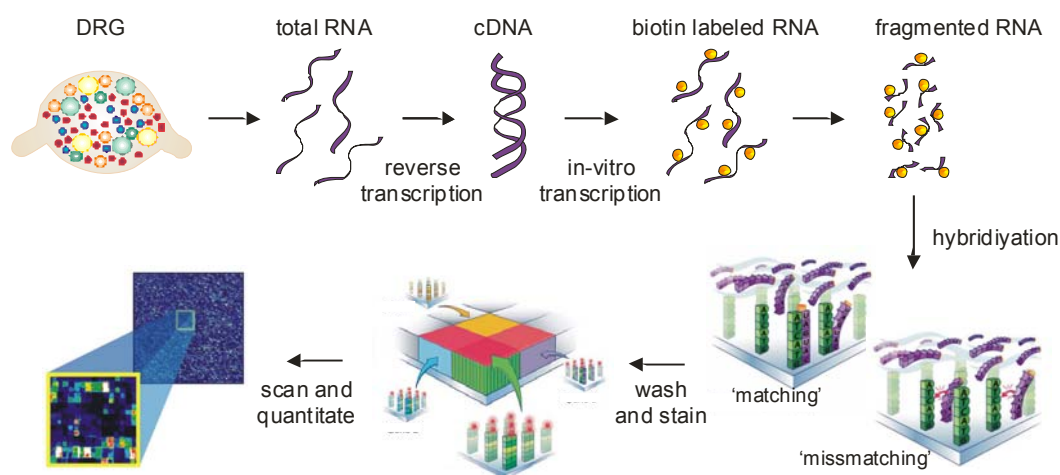 DRG
total RNA
cDNA
biotin labeled RNA
fragmented RNA
reverse
transcription
in-vitro
transcription
hybridiyation
scan and
quantitate
wash
and stain
‘matching’
‘missmatching’